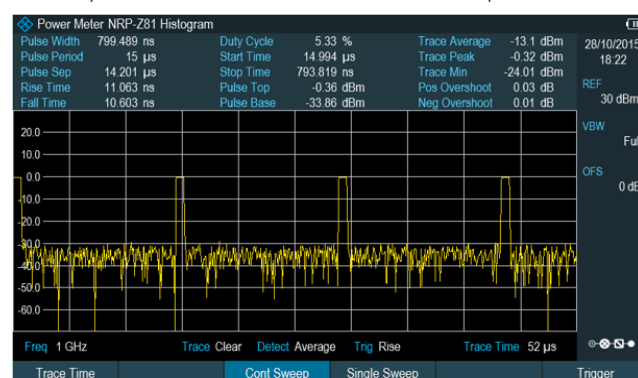 Power Meter NRP-Z81 Histogram
Pulse Width 799.489 ns Duty Cycle 5.33 % Trace Average -13.1 dBm
Pulse Period 15 µs Start Time 14.994 µs Trace Peak -0.32 dBm
Pulse Sep 14.201 µs Stop Time 793.819 ns Trace Min -24.01 dBm
Rise Time 11.063 ns Pulse Top -0.36 dBm Pos Overshoot 0.03 dB
Fall Time 10.603 ns Pulse Base -33.86 dBm Neg Overshoot 0.01 dB
28/10/2015
18:22
REF
30 dBm
VBW
Ful
OFS
0 dB
20.0
10.0
0.0
-10.0
-20.0
-30.0
-40.0
-50.0
-60.0
Freq 1 GHz Trace Clear Detect Average Trig Rise Trace Time 52 µs
Trace Time Cont Sweep Single Sweep Trigger